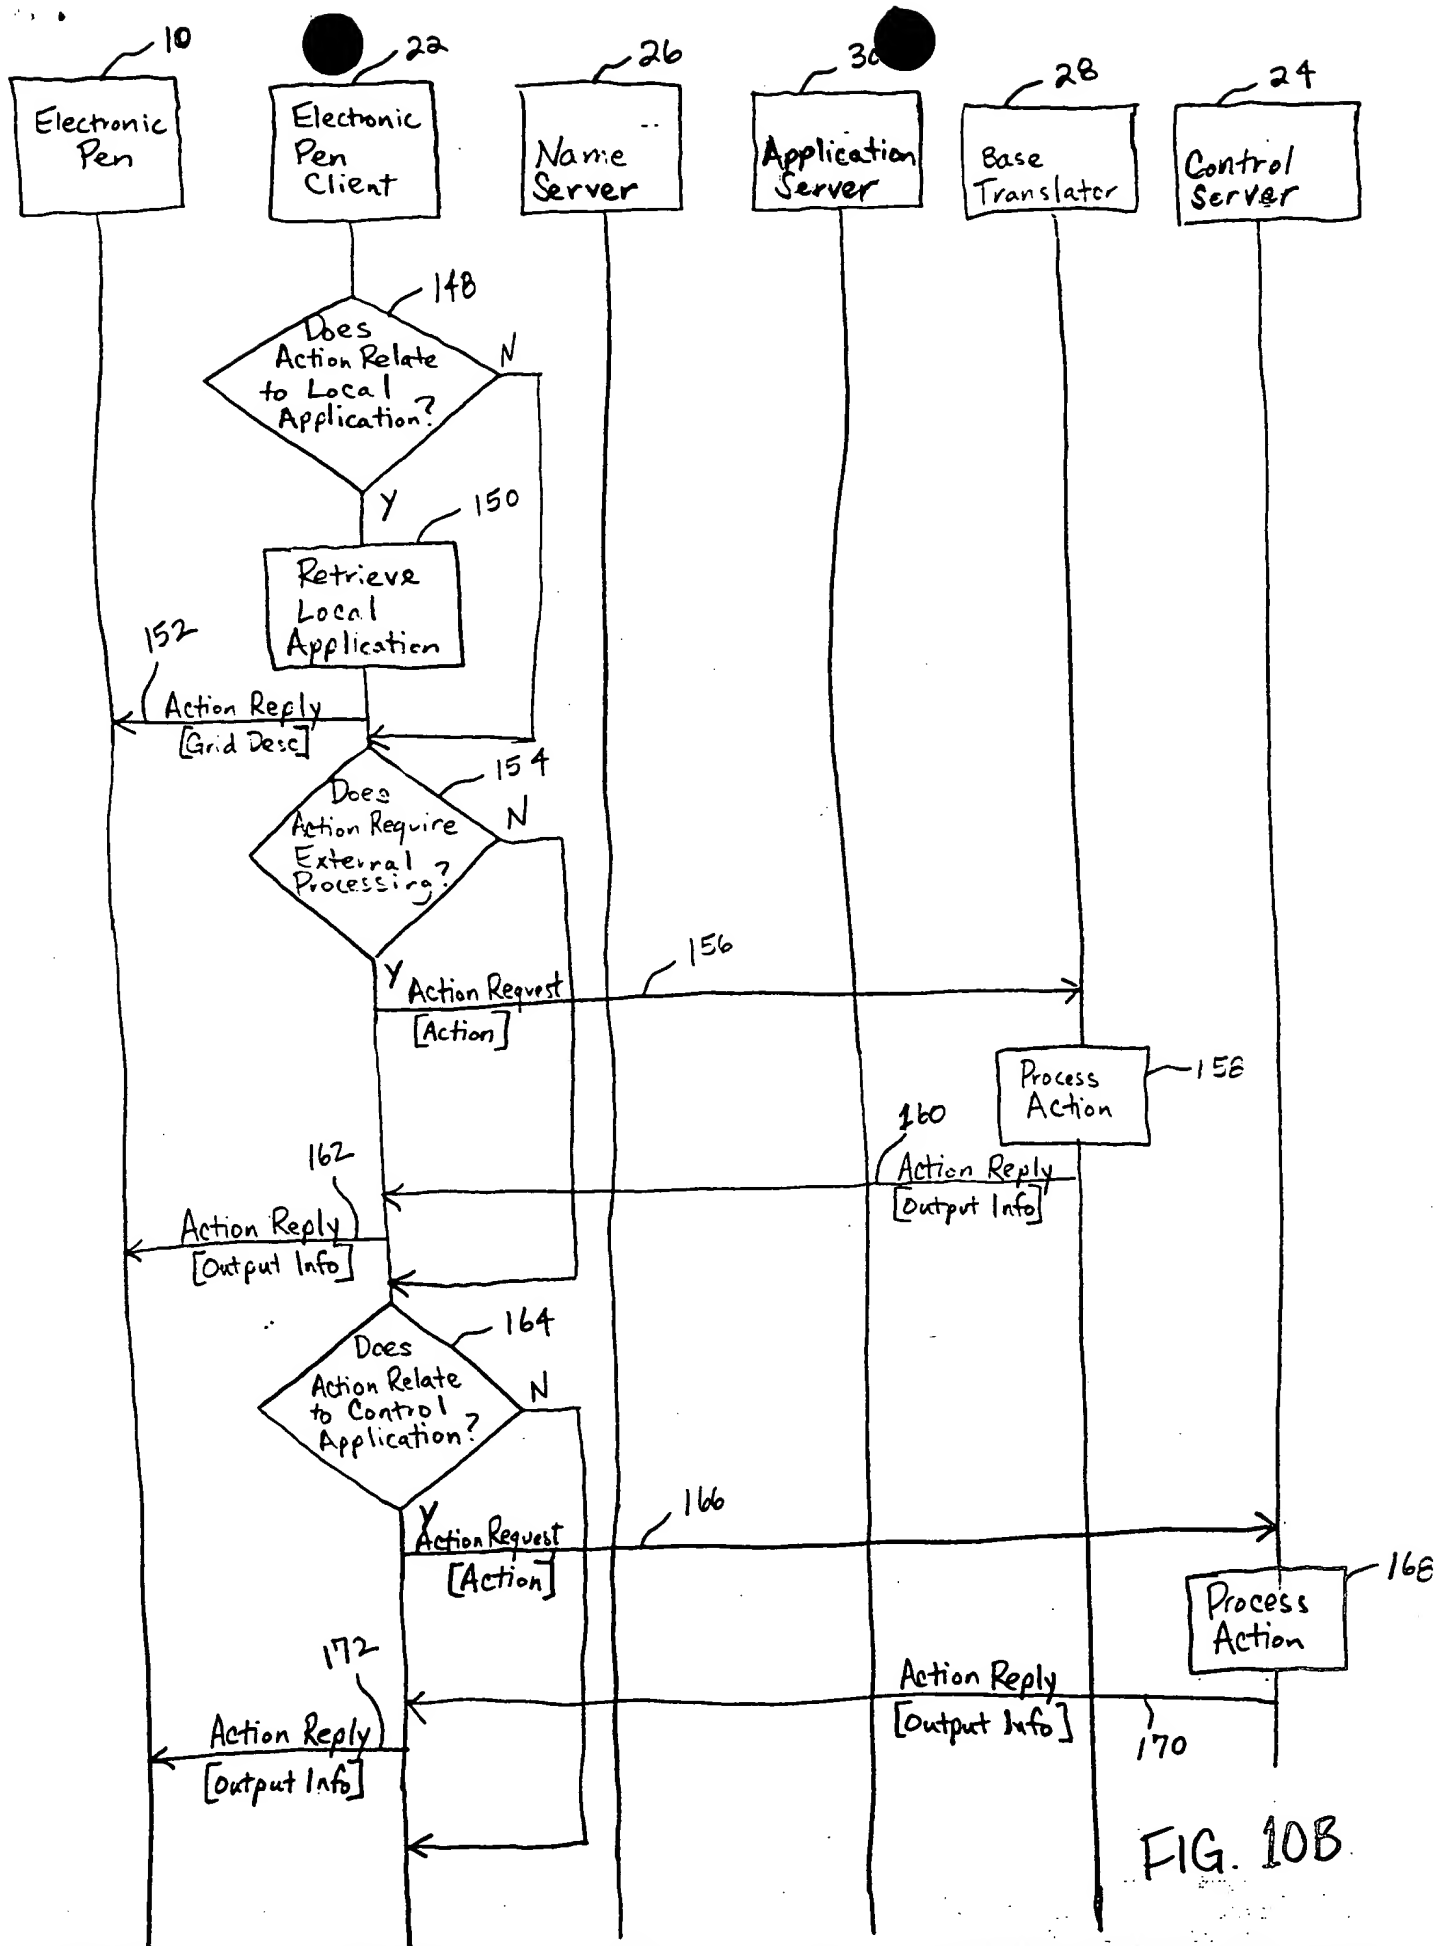 10
22
26
28
24
Electronic
Pen
Electronic
Pen
Client
Name
Server
Application
Server
Base
Translator
Control
Server
148
Does
Action Relate
to Local
Application?
N
Y
150
Retrieve
Local
Application
152
Action Reply
[Grid Desc]
154
Does
Action Require
External
Processing?
N
Y
Action Request
156
[Action]
Process
Action
158
160
Action Reply
[Output Info]
162
Action Reply
[Output Info]
164
Does
Action Relate
to Control
Application?
N
Y
Action Request
166
[Action]
Process
Action
168
Action Reply
[Output Info]
170
172
Action Reply
[Output Info]
FIG. 10B